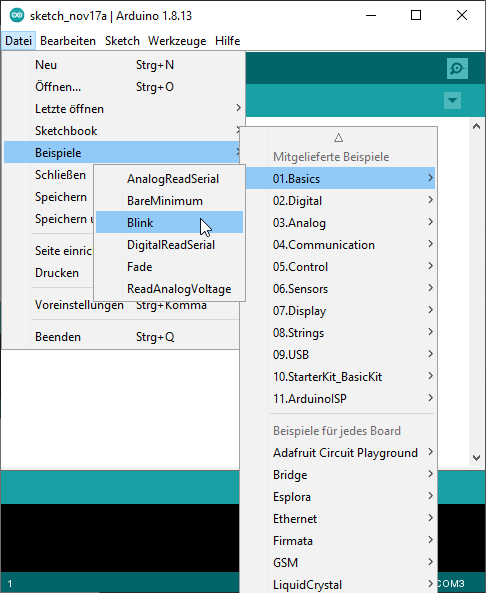 sketch_nov17a | Arduino 1.8.13
Datei Bearbeiten Sketch Werkzeuge Hilfe
Neu Strg+N
Öffnen... Strg+O
Letzte öffnen
Sketchbook
Beispiele
Schließen
Speichern
Speichern
Seite einric
Drucken
Voreinstellungen Strg+Komma
Beenden Strg+Q
AnalogReadSerial
BareMinimum
Blink
DigitalReadSerial
Fade
ReadAnalogVoltage
Mitgelieferte Beispiele
01.Basics
02.Digital
03.Analog
04.Communication
05.Control
06.Sensors
07.Display
08.Strings
09.USB
10.StarterKit_BasicKit
11.ArduinoISP
Beispiele für jedes Board
Adafruit Circuit Playground
Bridge
Esplora
Ethernet
Firmata
GSM
LiquidCrystal
1 COM3